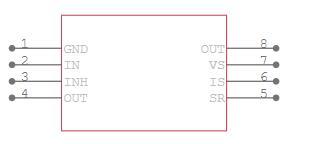 1 GND OUT 8
2 IN VS 7
3 INH IS 6
4 OUT SR 5